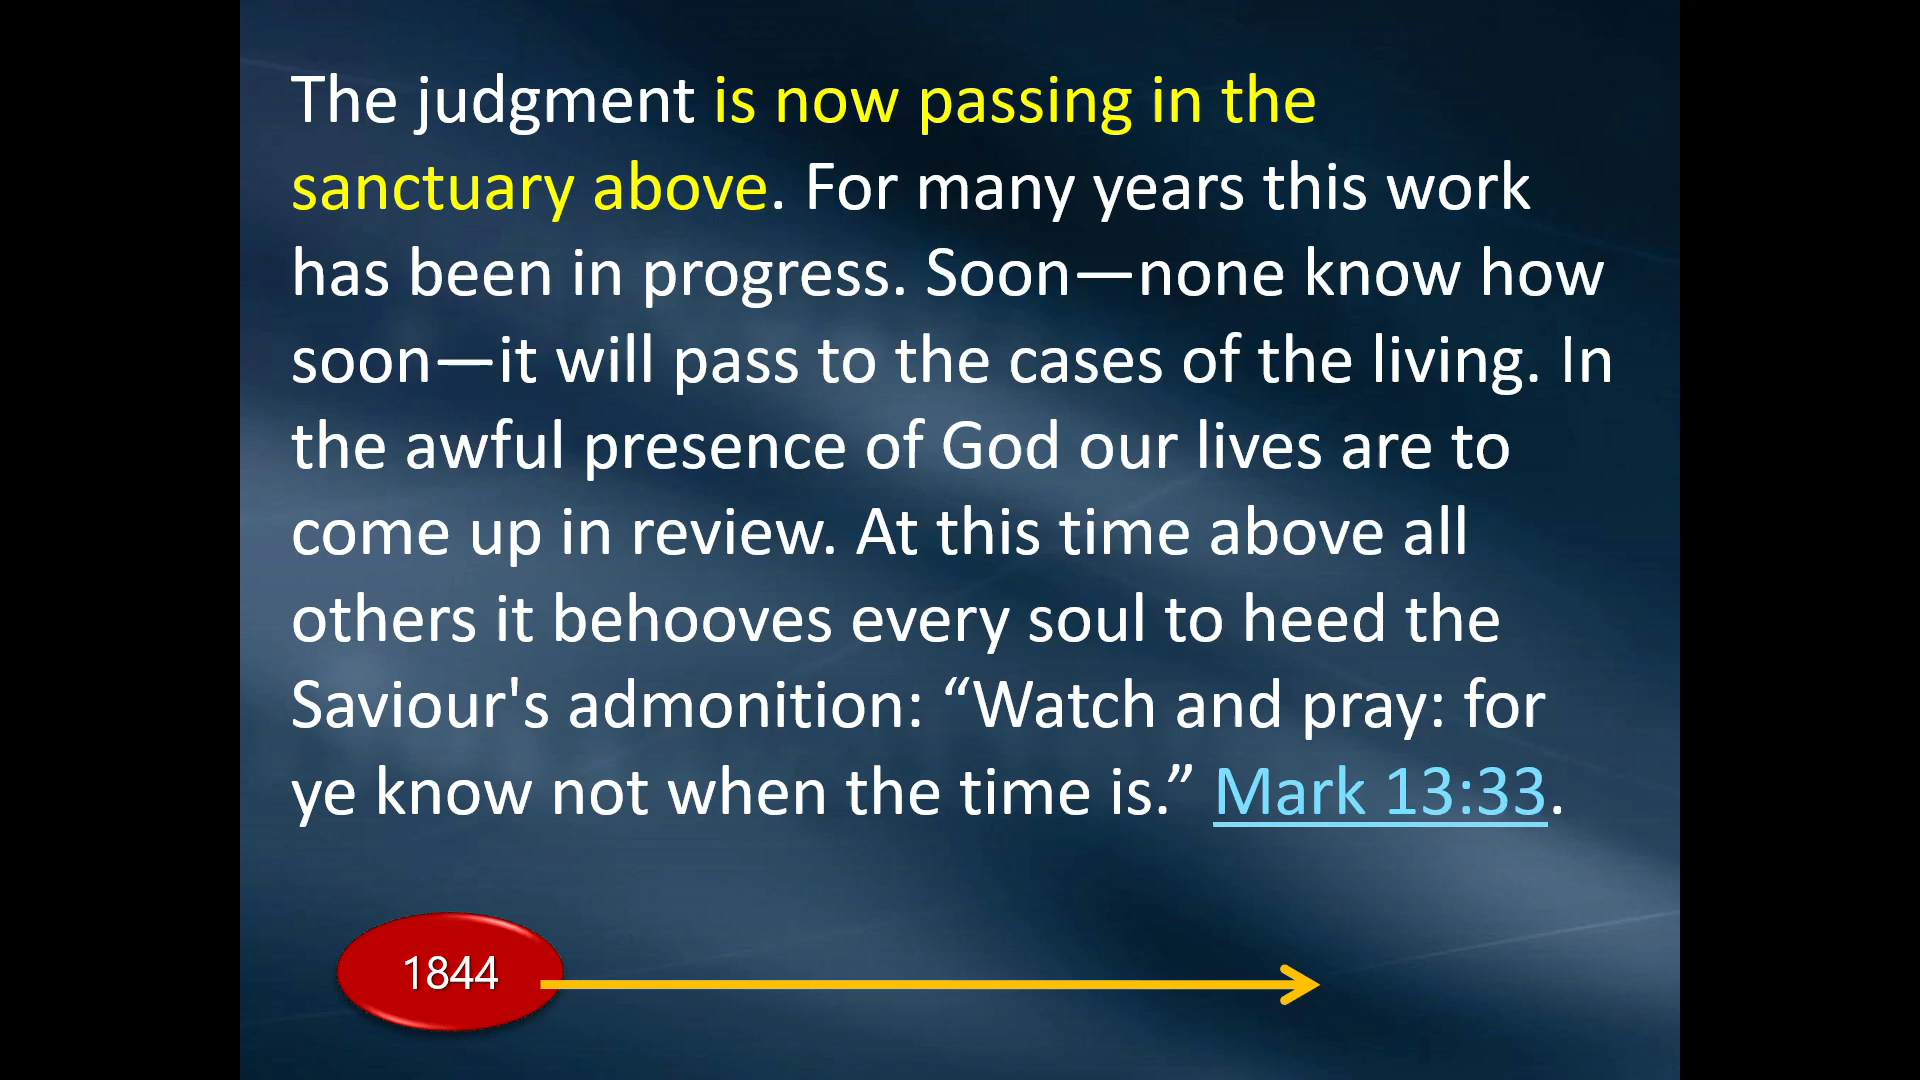 The judgment is now passing in the
sanctuary above. For many years this work
has been in progress. Soon—none know how
soon—it will pass to the cases of the living. In
the awful presence of God our lives are to
come up in review. At this time above all
others it behooves every soul to heed the
Saviour's admonition: “Watch and pray: for
ye know not when the time is.” Mark 13:33.
1844